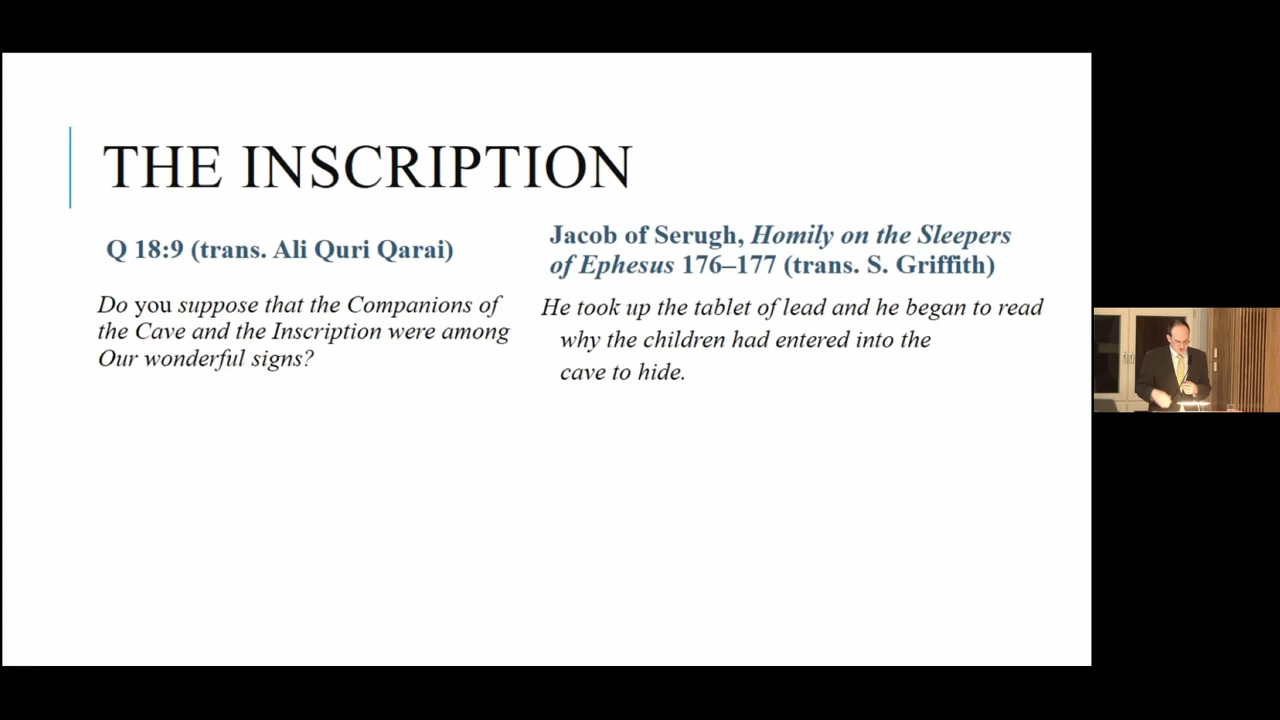 THE INSCRIPTION
Q 18:9 (trans. Ali Quri Qarai)
Do you suppose that the Companions of
the Cave and the Inscription were among
Our wonderful signs?
Jacob of Serugh, Homily on the Sleepers
of Ephesus 176–177 (trans. S. Griffith)
He took up the tablet of lead and he began to read
why the children had entered into the
cave to hide.